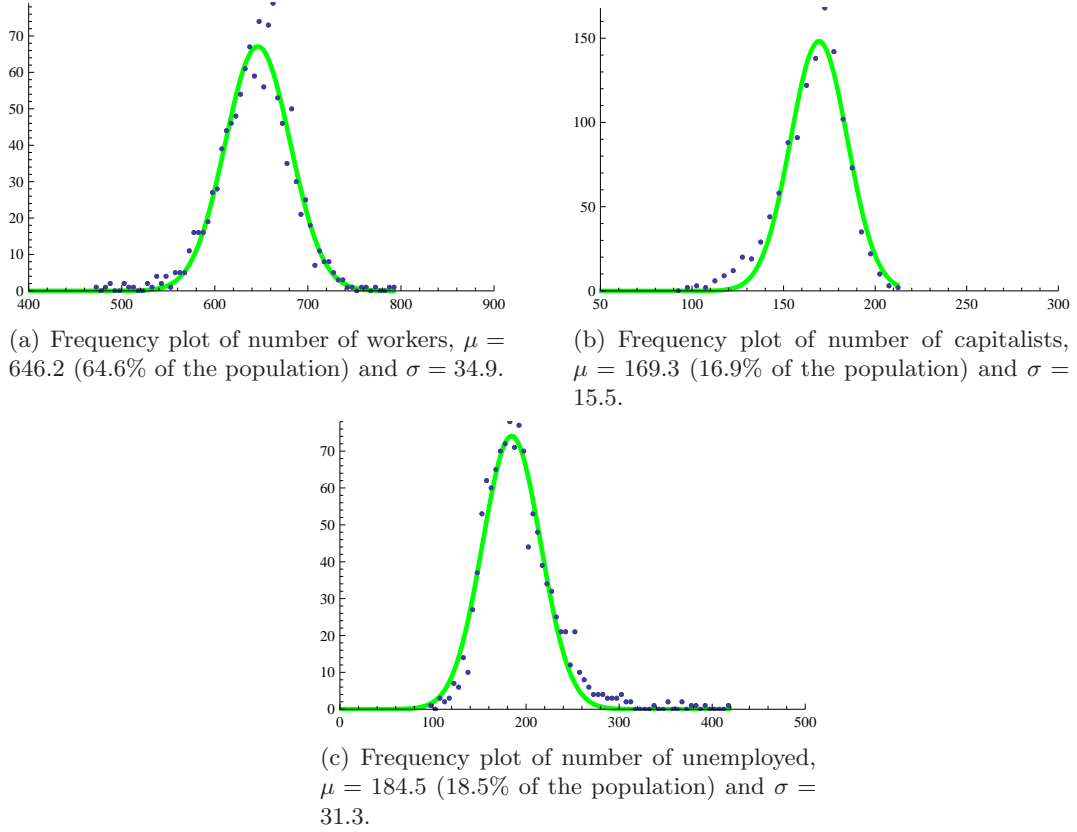 70
60
50
40
30
20
10
0
400 500 600 700 800 900
(a) Frequency plot of number of workers, μ =
646.2 (64.6% of the population) and σ = 34.9.
150
100
50
0
50 100 150 200 250 300
(b) Frequency plot of number of capitalists,
μ = 169.3 (16.9% of the population) and σ =
15.5.
70
60
50
40
30
20
10
0
0 100 200 300 400 500
(c) Frequency plot of number of unemployed,
μ = 184.5 (18.5% of the population) and σ =
31.3.